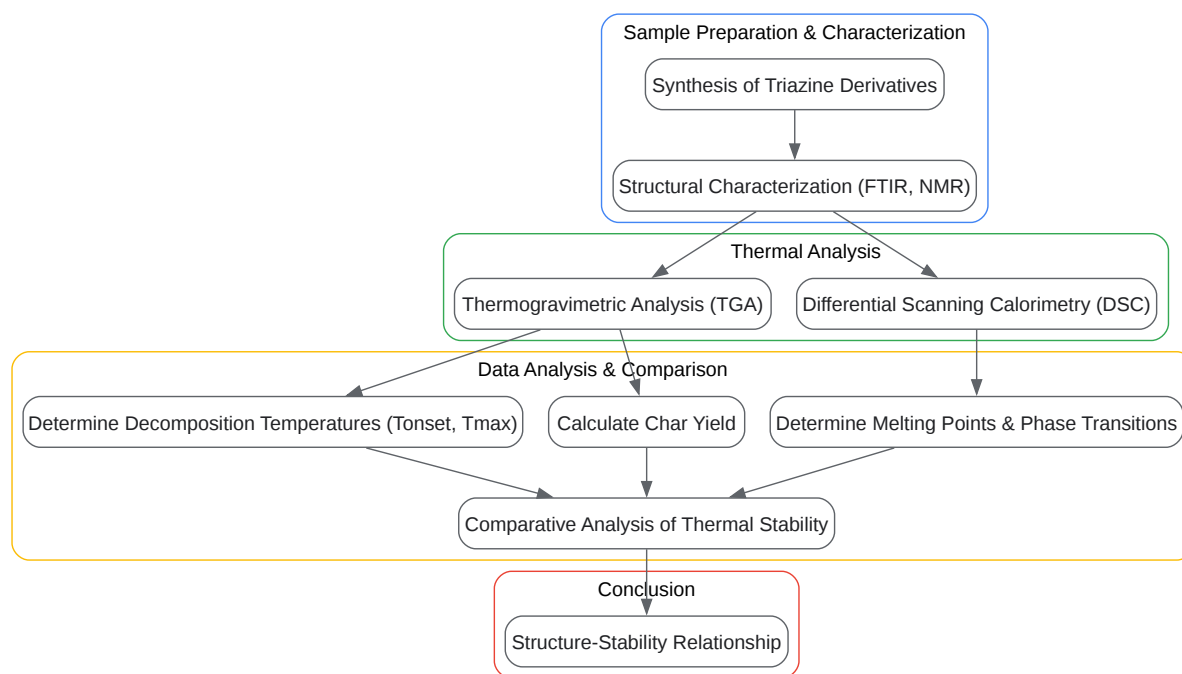 Sample Preparation & Characterization
Synthesis of Triazine Derivatives
Structural Characterization (FTIR, NMR)
Thermal Analysis
Thermogravimetric Analysis (TGA)
Differential Scanning Calorimetry (DSC)
Data Analysis & Comparison
Determine Decomposition Temperatures (Tonset, Tmax)
Calculate Char Yield
Determine Melting Points & Phase Transitions
Comparative Analysis of Thermal Stability
Conclusion
Structure-Stability Relationship